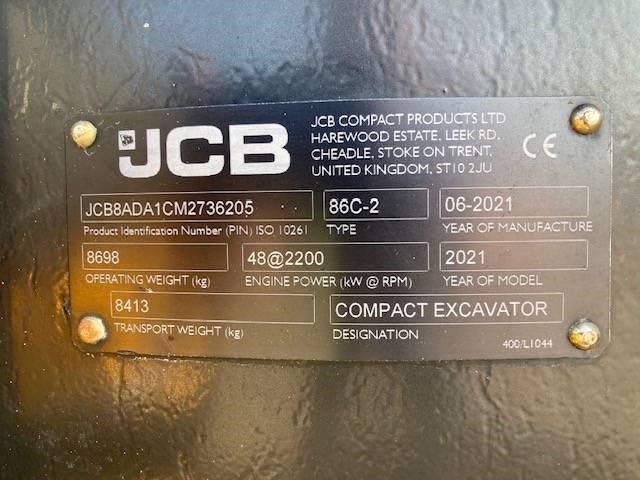 JCB
JCB COMPACT PRODUCTS LTD
HAREWOOD ESTATE, LEEK RD,
CHEADLE, STOKE ON TRENT,
UNITED KINGDOM, ST10 2JU
CE
JCB8ADA1CM2736205
Product Identification Number (PIN) ISO 10261
86C-2
TYPE
06-2021
YEAR OF MANUFACTURE
8698
OPERATING WEIGHT (kg)
48@2200
ENGINE POWER (kW @ RPM)
2021
YEAR OF MODEL
8413
TRANSPORT WEIGHT (kg)
COMPACT EXCAVATOR
DESIGNATION
400/L1044